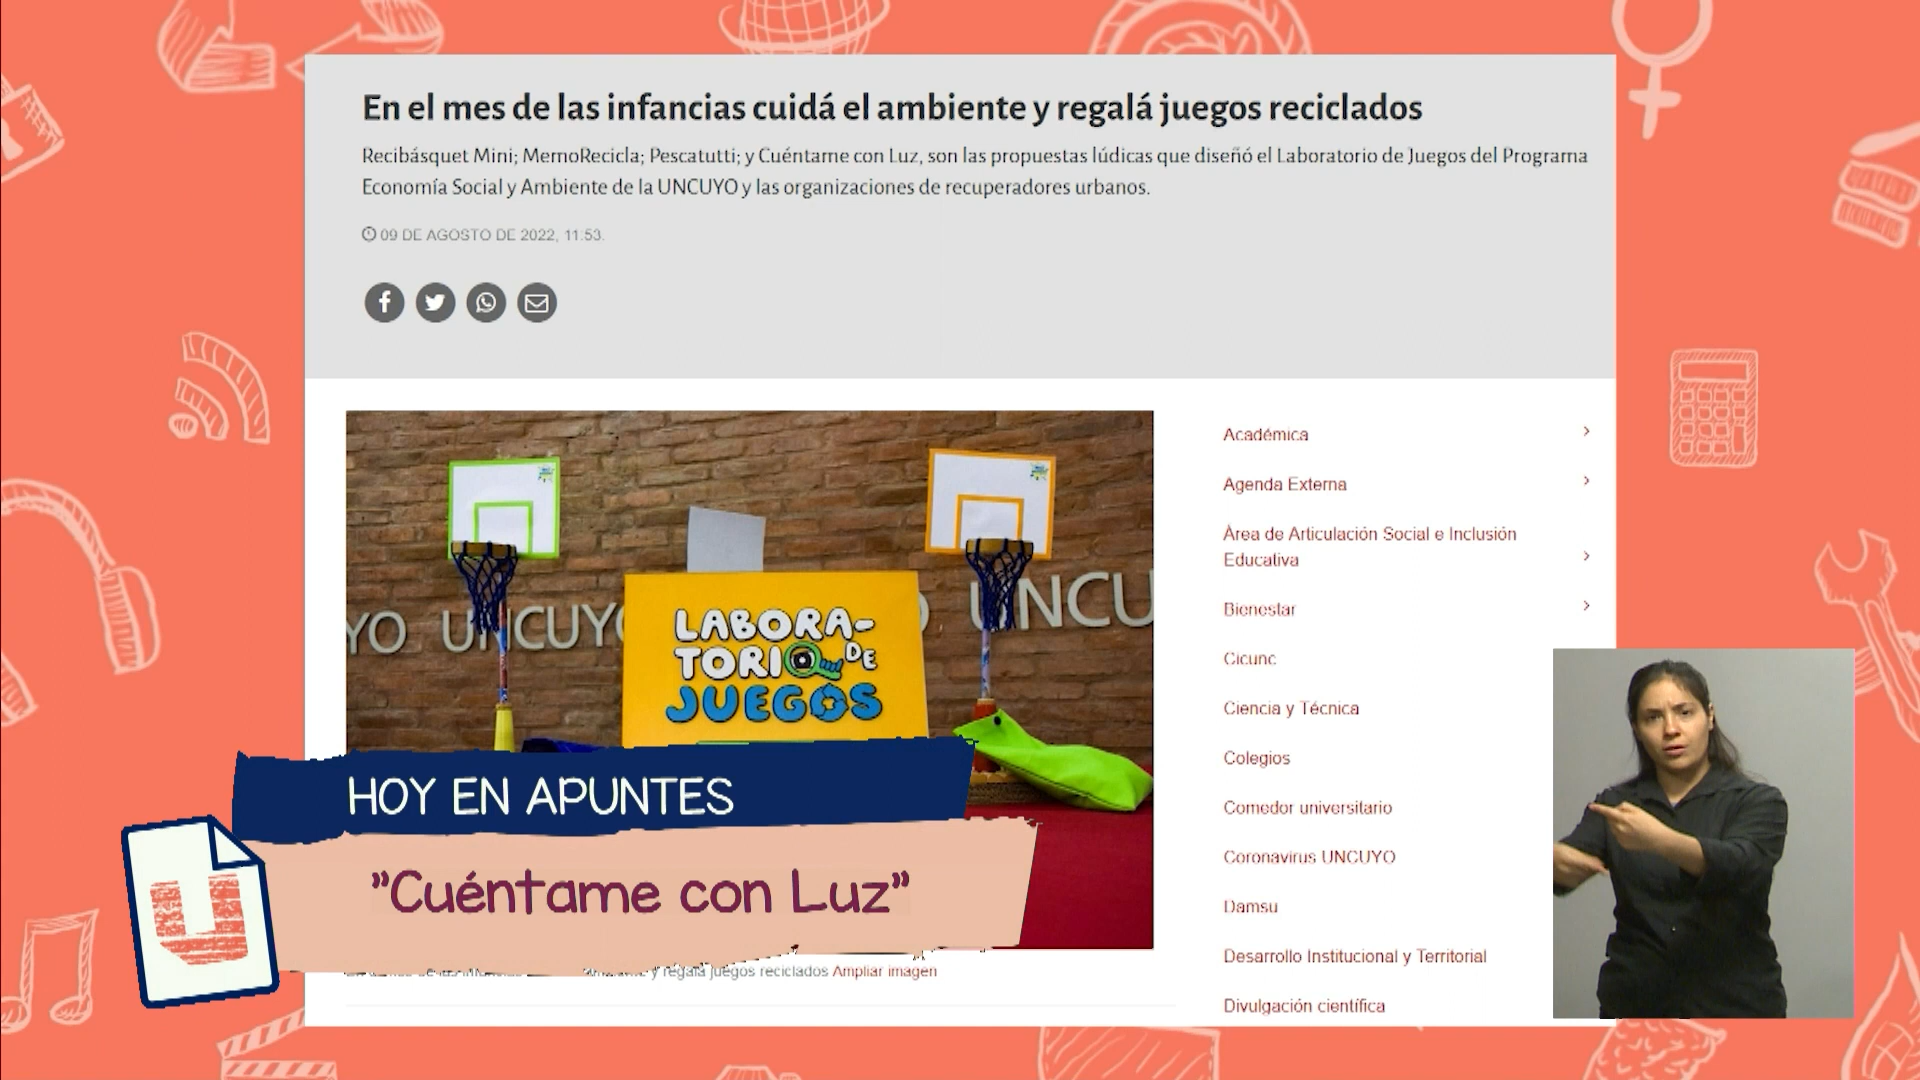 En el mes de las infancias cuidá el ambiente y regalá juegos reciclados
Recibásquet Mini; MemoRecicla; Pescatutti; y Cuéntame con Luz, son las propuestas lúdicas que diseñó el Laboratorio de Juegos del Programa
Economía Social y Ambiente de la UNCUYO y las organizaciones de recuperadores urbanos.
09 DE AGOSTO DE 2022, 11.53.
YO UNCUYO UNCU
LABORA-
TORIO DE
JUEGOS
HOY EN APUNTES
"Cuéntame con Luz"
U
y regalá juegos reciclados Ampliar imagen
Académica
Agenda Externa
Área de Articulación Social e Inclusión
Educativa
Bienestar
Cicunc
Ciencia y Técnica
Colegios
Comedor universitario
Coronavirus UNCUYO
Damsu
Desarrollo Institucional y Territorial
Divulgación científica